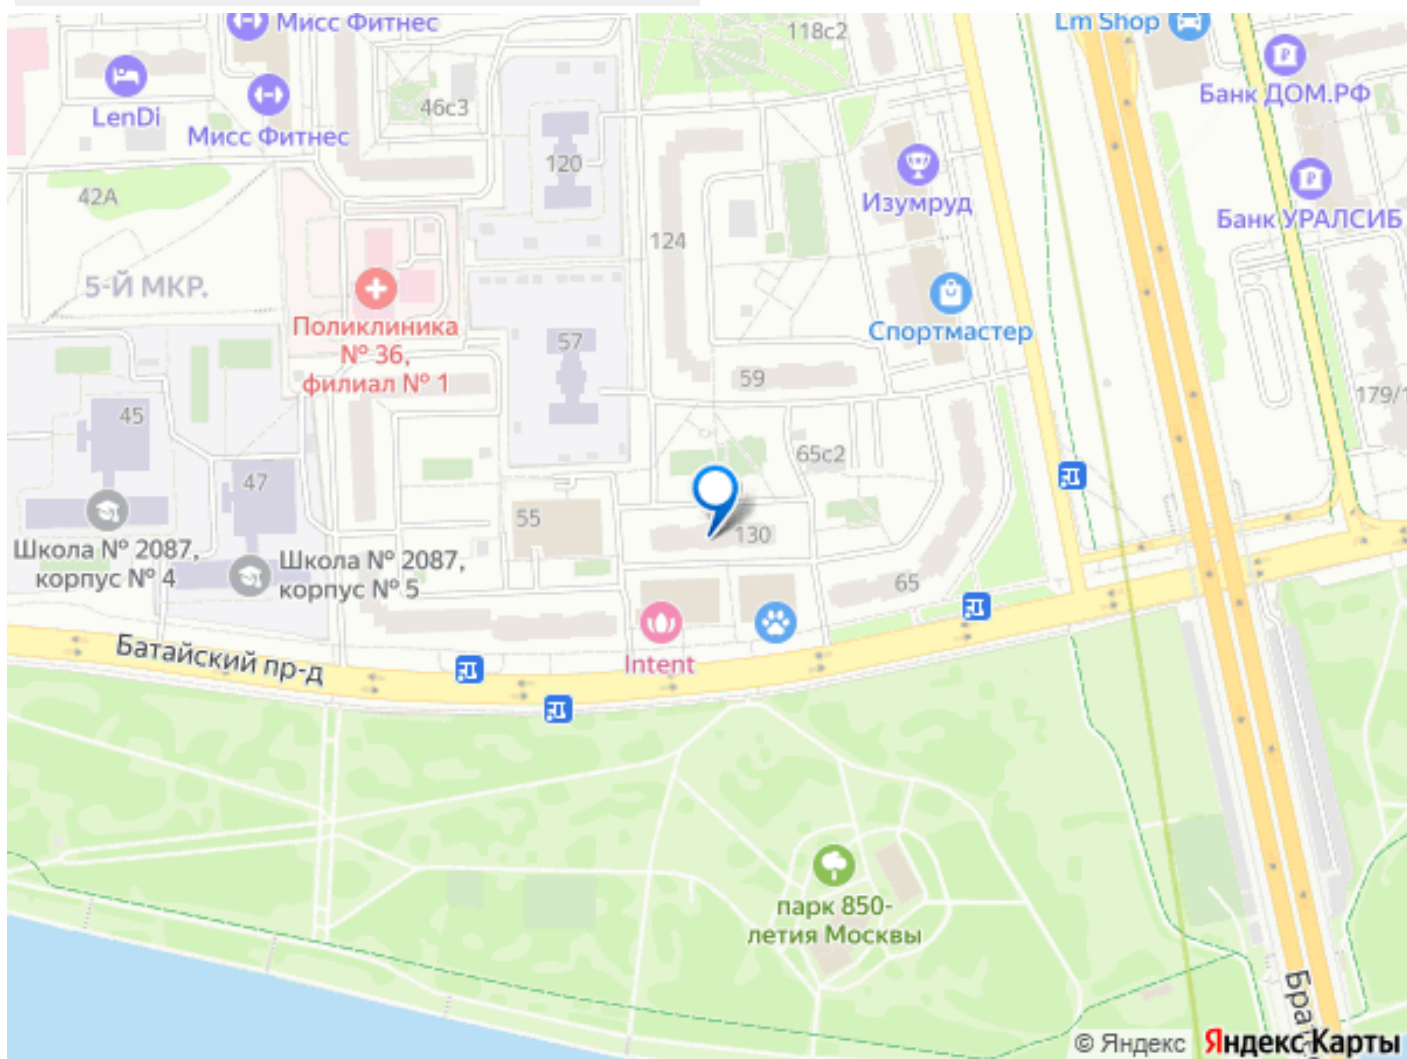 Мисс Фитнес
118с2
Lm Shop
Банк ДОМ.РФ
LenDi
46с3
Мисс Фитнес
120
Изумруд
Банк УРАЛСИБ
42А
124
5-Й МКР.
Поликлиника
№ 36,
филиал № 1
57
Спортмастер
59
179/1
45
65с2
47
55
130
Школа № 2087,
корпус № 4
Школа № 2087,
корпус № 5
65
Батайский пр-д
Intent
парк 850-
летия Москвы
Брат
© Яндекс Яндекс Карты